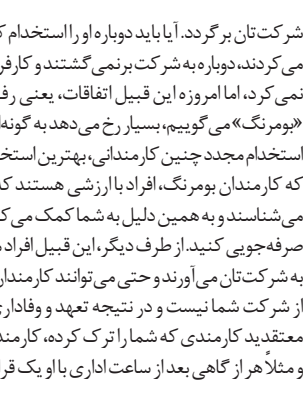 شرکت‌تان برگردد. آیا باید دوباره او را استخدام
می‌کردند، دوباره به شرکت برنمی‌گشتند و کارفر
نمی‌کرد، اما امروزه این قبیل اتفاقات، یعنی رف
«بومرنگ» می‌گوییم، بسیار رخ می‌دهد به گونه‌ا
استخدام مجدد چنین کارمندانی، بهترین استخ
که کارمندان بومرنگ، افراد با ارزشی هستند که
می‌شناسند و به همین دلیل به شما کمک می‌ک
صرفه‌جویی کنید. از طرف دیگر، این قبیل افراد
به شرکت‌تان می‌آورند و حتی می‌توانند کارمندان
از شرکت شما نیست و در نتیجه تعهد و وفاداری
معتقدید کارمندی که شما را ترک کرده، کارمند
و مثلاً هر از گاهی بعد از ساعت اداری با او یک قرا